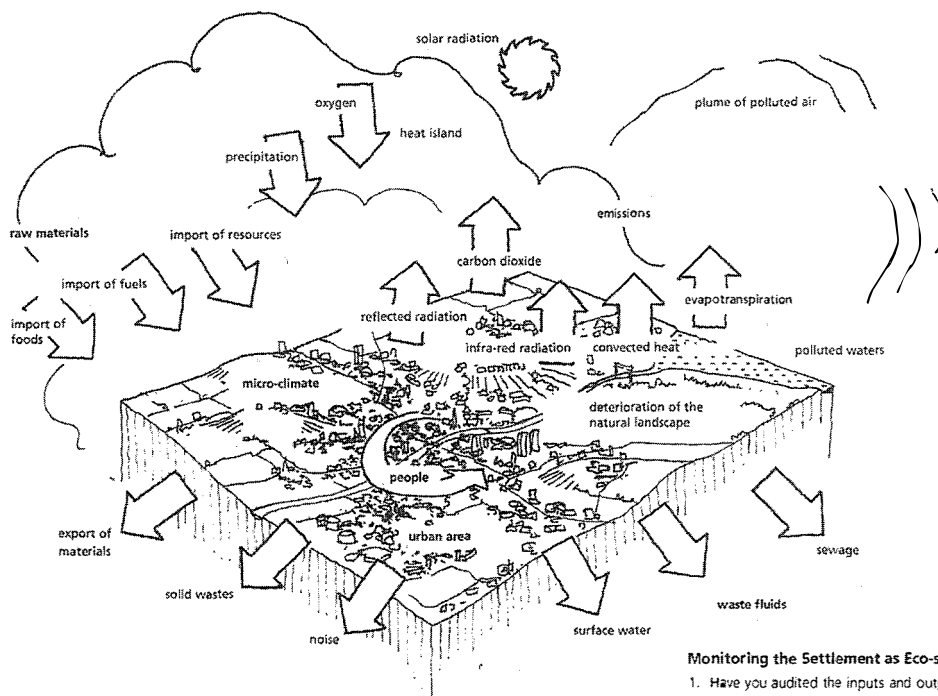 solar radiation
plume of polluted air
oxygen
heat island
precipitation
emissions
raw materials
import of resources
carbon dioxide
import of fuels
evapotranspiration
import of
foods
reflected radiation
infra-red radiation
convected heat
polluted waters
micro-climate
deterioration of the
natural landscape
people
export of
materials
urban area
sewage
solid wastes
waste fluids
noise
surface water
Monitoring the Settlement as
1. Have you audited the inputs and